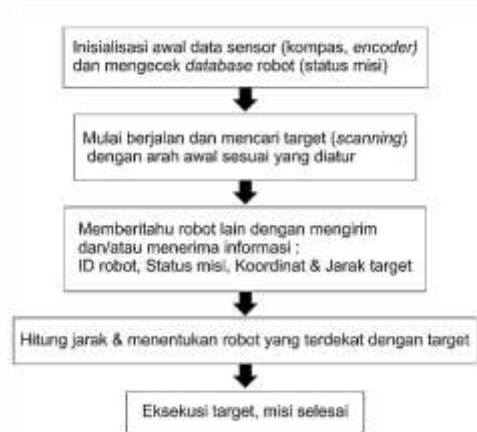 Inisialisasi awal data sensor (kompas, encoder)
dan mengecek database robot (status misi)
Mulai berjalan dan mencari target (scanning)
dengan arah awal sesuai yang diatur
Memberitahu robot lain dengan mengirim
dan/atau menerima informasi :
ID robot, Status misi, Koordinat & Jarak target
Hitung jarak & menentukan robot yang terdekat dengan target
Eksekusi target, misi selesai